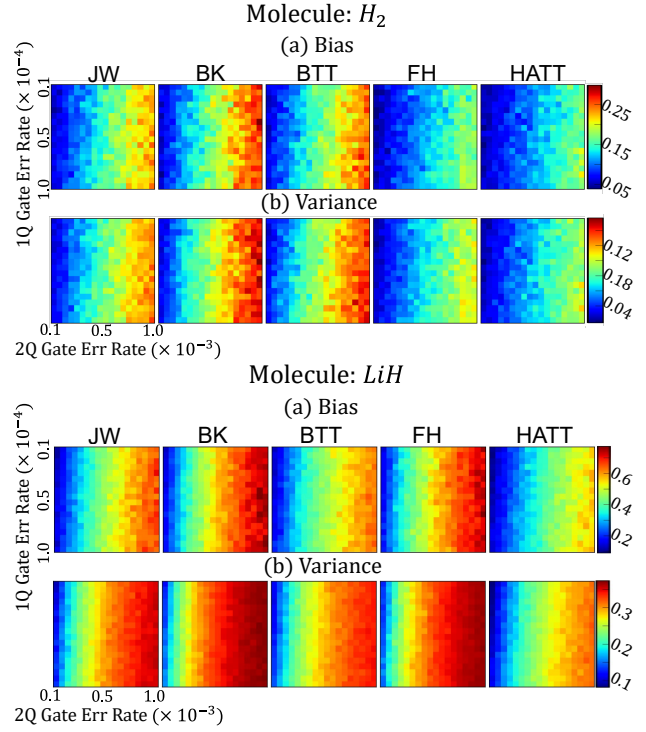 Molecule: H₂
(a) Bias
JW BK BTT FH HATT
1Q Gate Err Rate (× 10⁻⁴)
0.1
0.5
1.0
0.25
0.15
0.05
(b) Variance
0.12
0.18
0.04
0.1 0.5 1.0
2Q Gate Err Rate (× 10⁻³)
Molecule: LiH
(a) Bias
JW BK BTT FH HATT
1Q Gate Err Rate (× 10⁻⁴)
0.1
0.5
1.0
0.6
0.4
0.2
(b) Variance
0.3
0.2
0.1
0.1 0.5 1.0
2Q Gate Err Rate (× 10⁻³)